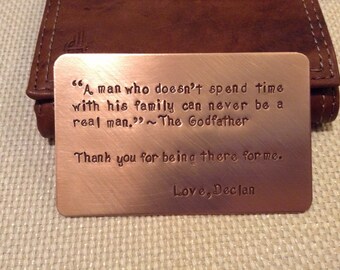 “A man who doesn't spend time
with his family can never be a
real man.” ~The Godfather
Thank you for being there for me.
Love, Declan